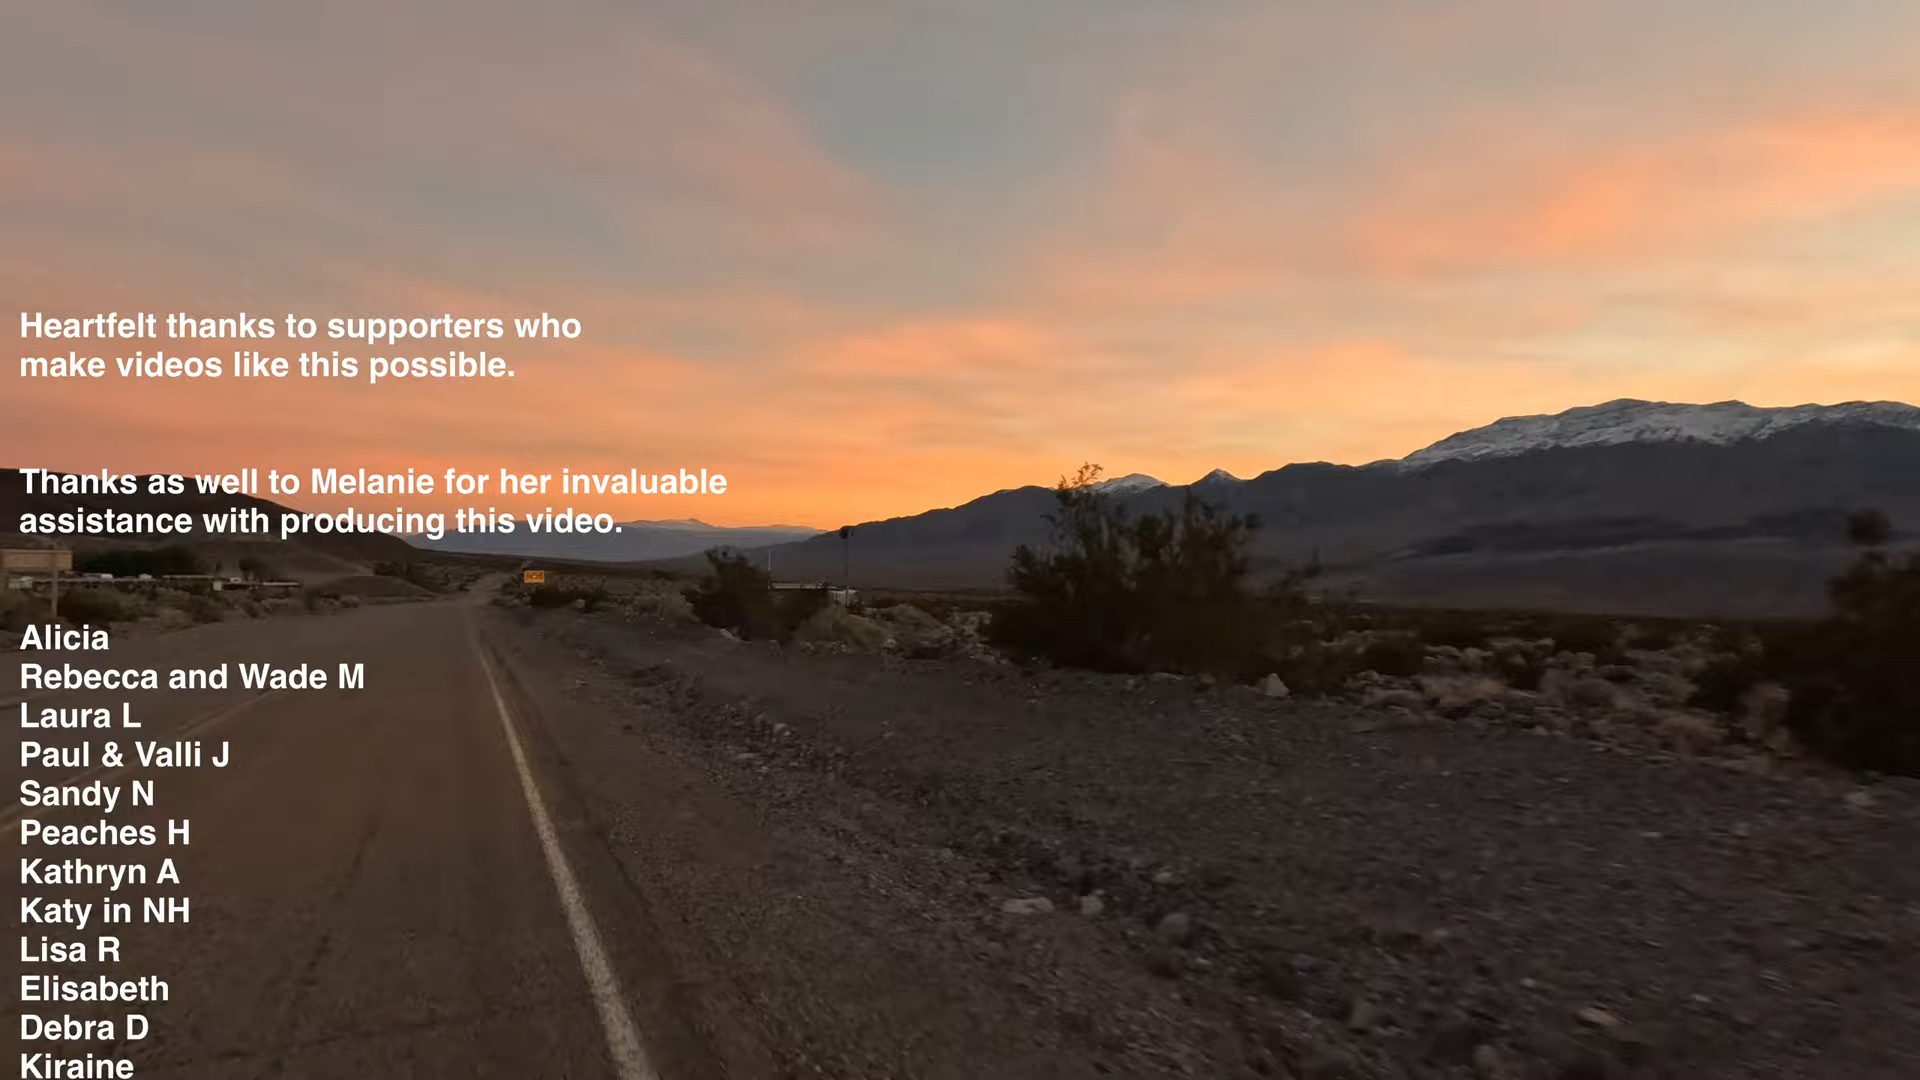 Heartfelt thanks to supporters who
make videos like this possible.
Thanks as well to Melanie for her invaluable
assistance with producing this video.
Alicia
Rebecca and Wade M
Laura L
Paul & Valli J
Sandy N
Peaches H
Kathryn A
Katy in NH
Lisa R
Elisabeth
Debra D
Kiraine